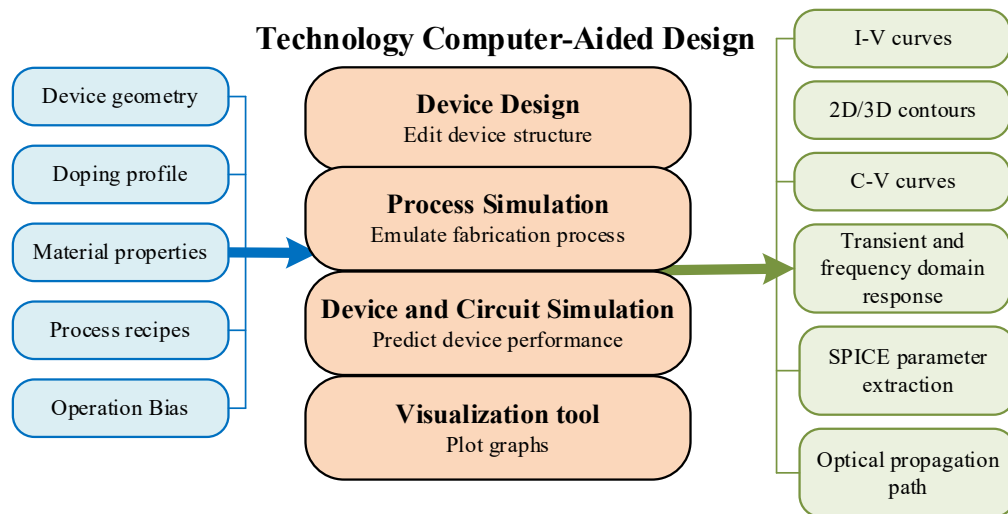 Technology Computer-Aided Design
Device geometry
Doping profile
Material properties
Process recipes
Operation Bias
Device Design
Edit device structure
Process Simulation
Emulate fabrication process
Device and Circuit Simulation
Predict device performance
Visualization tool
Plot graphs
I-V curves
2D/3D contours
C-V curves
Transient and
frequency domain
response
SPICE parameter
extraction
Optical propagation
path